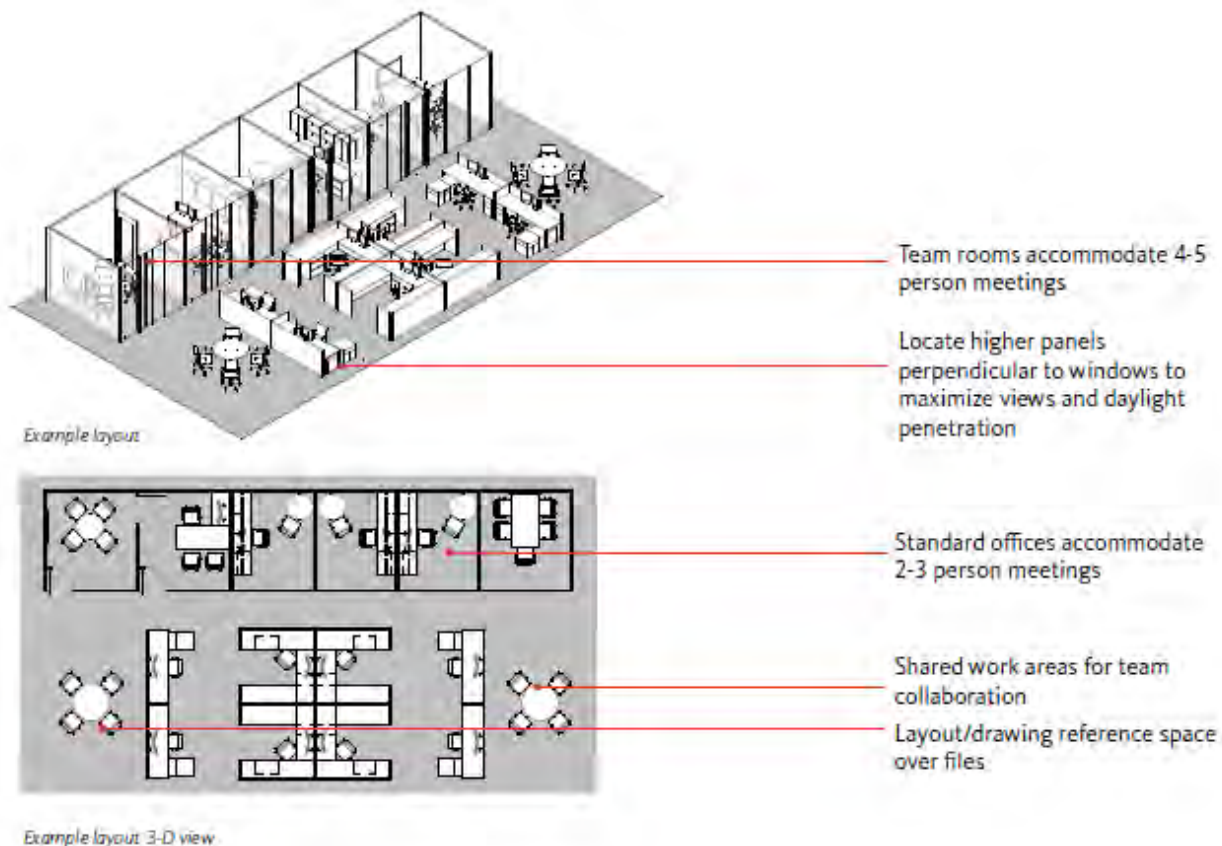 Team rooms accommodate 4-5
person meetings
Locate higher panels
perpendicular to windows to
maximize views and daylight
penetration
Example layout
Standard offices accommodate
2-3 person meetings
Shared work areas for team
collaboration
Layout/drawing reference space
over files
Example layout 3-D view